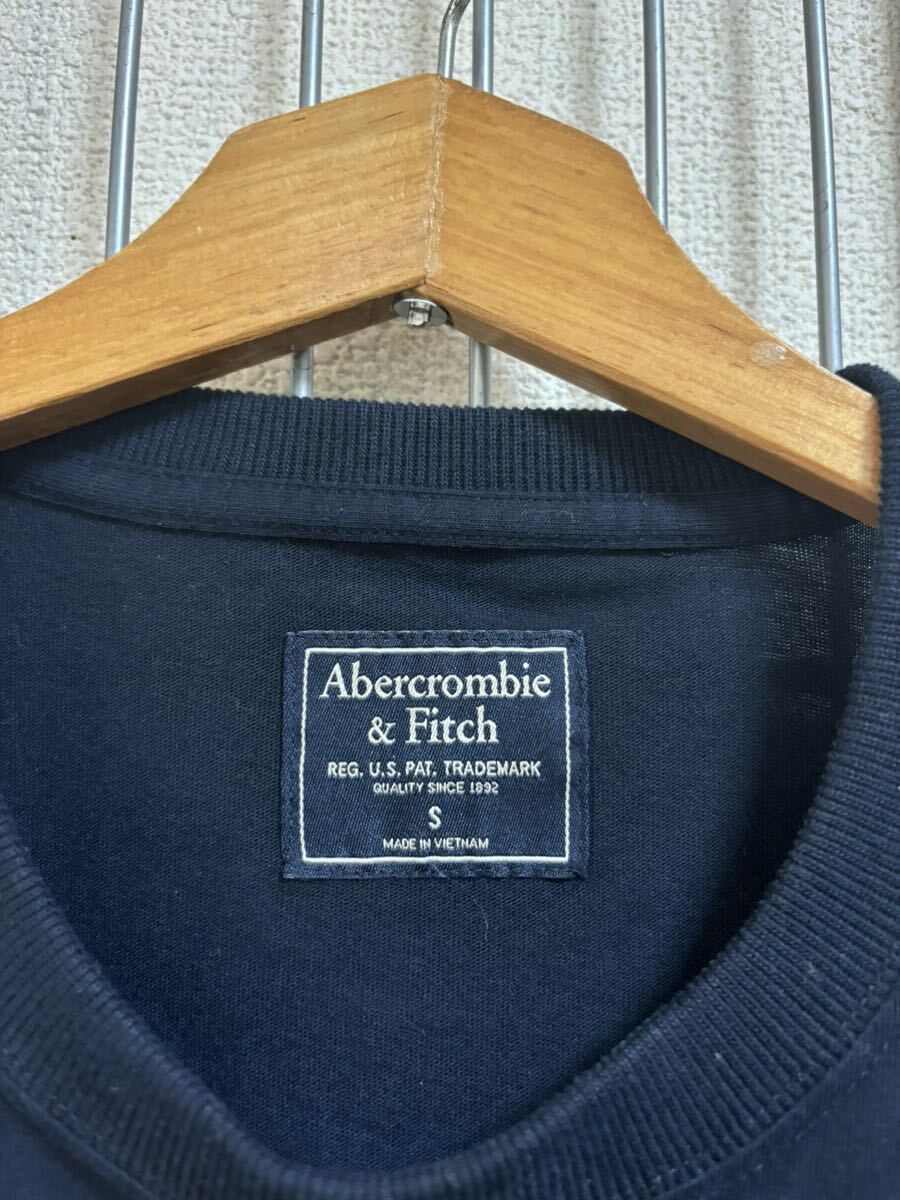 Abercrombie
& Fitch
REG. U.S. PAT. TRADEMARK
QUALITY SINCE 1892
S
MADE IN VIETNAM